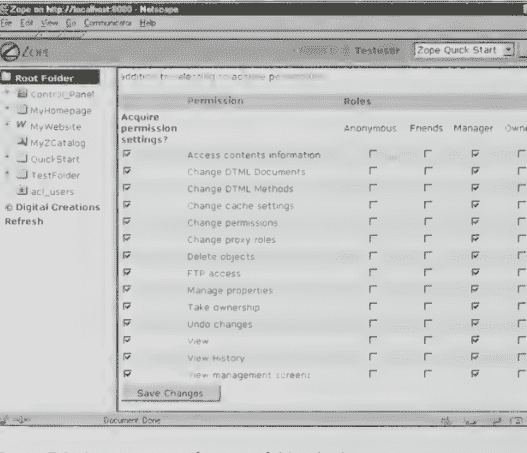 Zope on http://localhost:8080 - Netscape
File Edit View Go Communicator Help
ZOPE
Testuser
Zope Quick Start
Root Folder
Control_Panel
MyHomepage
MyWebsite
MyZCatalog
QuickStart
TestFolder
acl_users
© Digital Creations
Refresh
Permission Roles
Acquire permission settings?
Anonymous Friends Manager Owne
Access contents information
Change DTML Documents
Change DTML Methods
Change cache settings
Change permissions
Change proxy roles
Delete objects
FTP access
Manage properties
Take ownership
Undo changes
View
View History
View management screens
Save Changes
Document Done